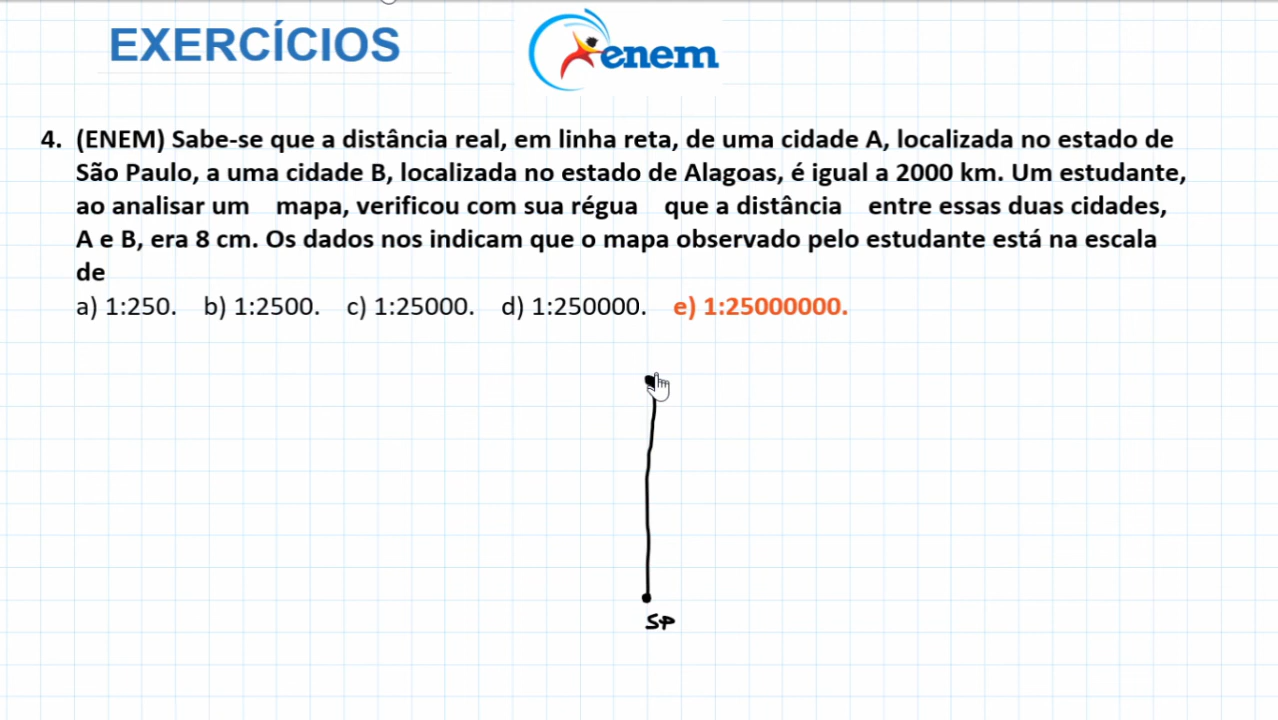 EXERCÍCIOS
enem
4. (ENEM) Sabe-se que a distância real, em linha reta, de uma cidade A, localizada no estado de
São Paulo, a uma cidade B, localizada no estado de Alagoas, é igual a 2000 km. Um estudante,
ao analisar um mapa, verificou com sua régua que a distância entre essas duas cidades,
A e B, era 8 cm. Os dados nos indicam que o mapa observado pelo estudante está na escala
de
a) 1:250. b) 1:2500. c) 1:25000. d) 1:250000. e) 1:25000000.
SP